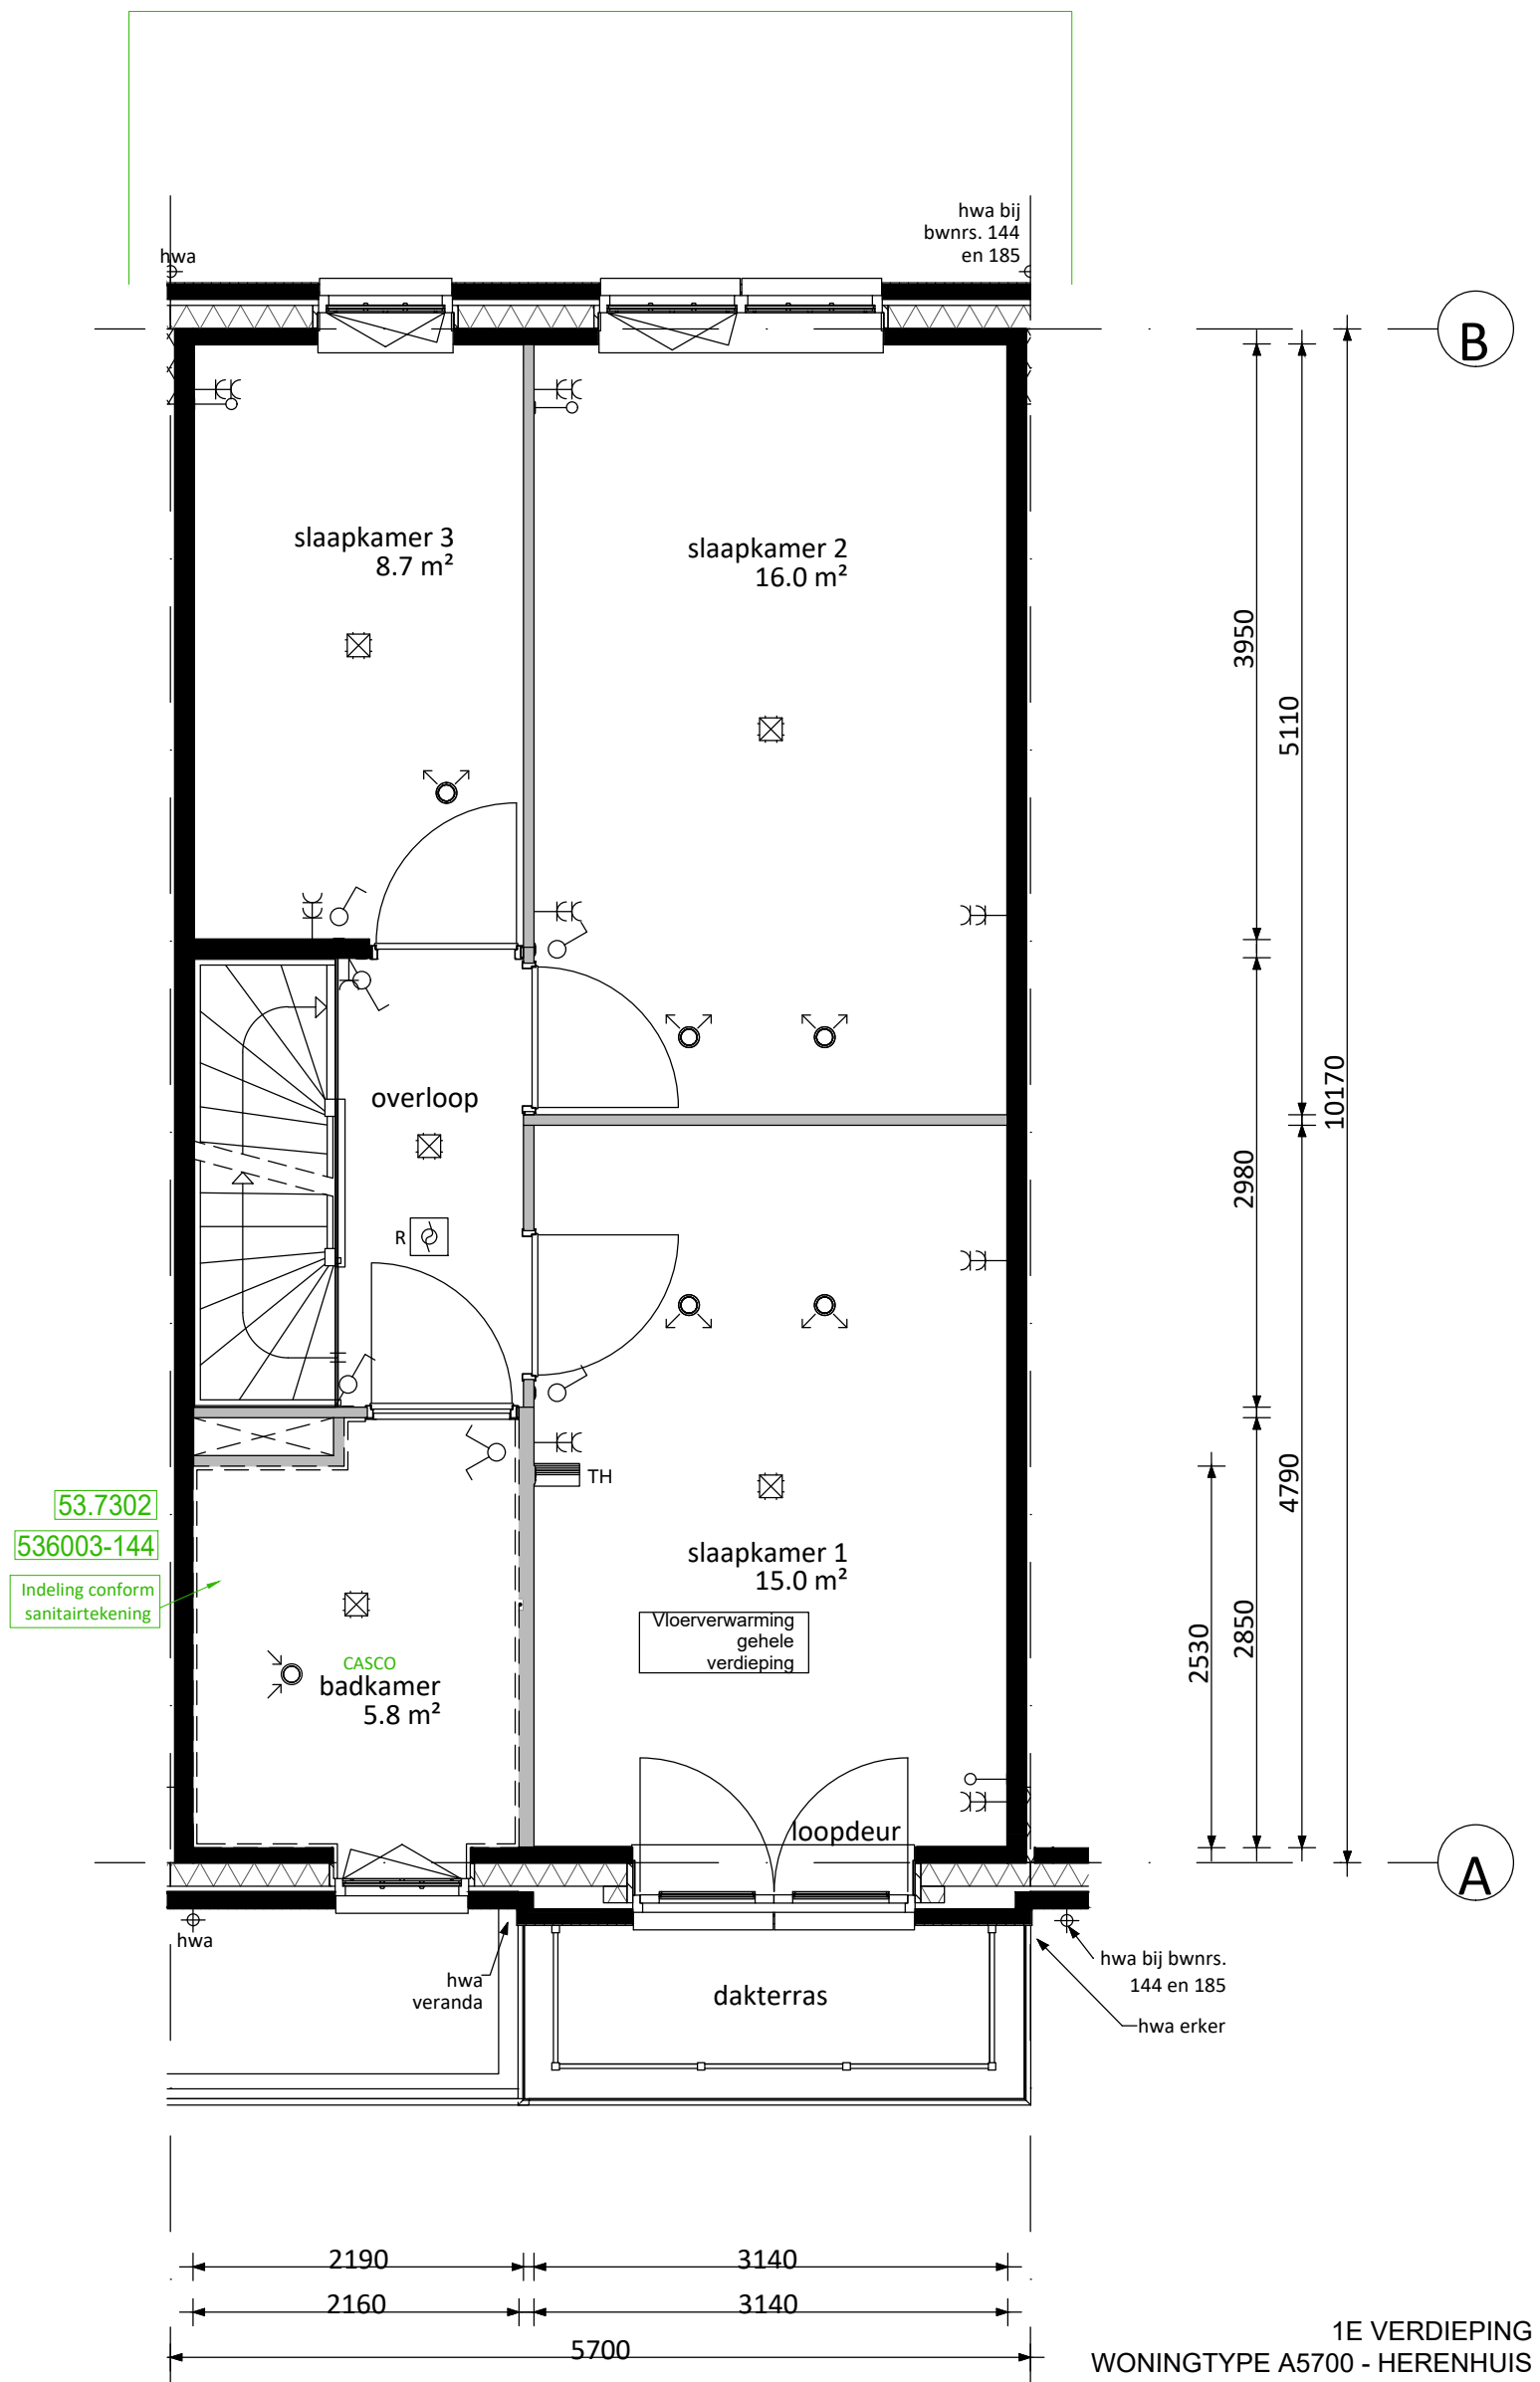 hwa bij
bwnrs. 144
en 185
hwa
B
slaapkamer 3
8.7 m²
slaapkamer 2
16.0 m²
3950
5110
10170
overloop
R
2980
TH
53.7302
536003-144
Indeling conform
sanitairtekening
slaapkamer 1
15.0 m²
Vloerverwarming
gehele
verdieping
CASCO
badkamer
5.8 m²
2530
2850
4790
loopdeur
A
hwa
hwa
veranda
dakterras
hwa bij bwnrs.
144 en 185
hwa erker
2190
3140
2160
3140
5700
1E VERDIEPING
WONINGTYPE A5700 - HERENHUIS